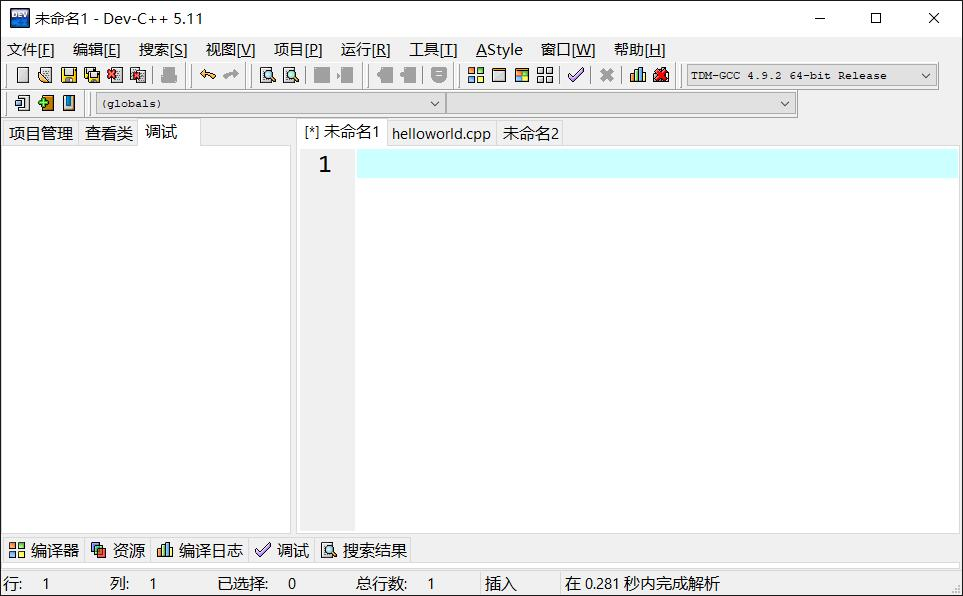 未命名1 - Dev-C++ 5.11
文件[F] 编辑[E] 搜索[S] 视图[V] 项目[P] 运行[R] 工具[T] AStyle 窗口[W] 帮助[H]
TDM-GCC 4.9.2 64-bit Release
(globals)
项目管理 查看类 调试 [*] 未命名1 helloworld.cpp 未命名2
1
编译器 资源 编译日志 调试 搜索结果
行: 1 列: 1 已选择: 0 总行数: 1 插入 在 0.281 秒内完成解析